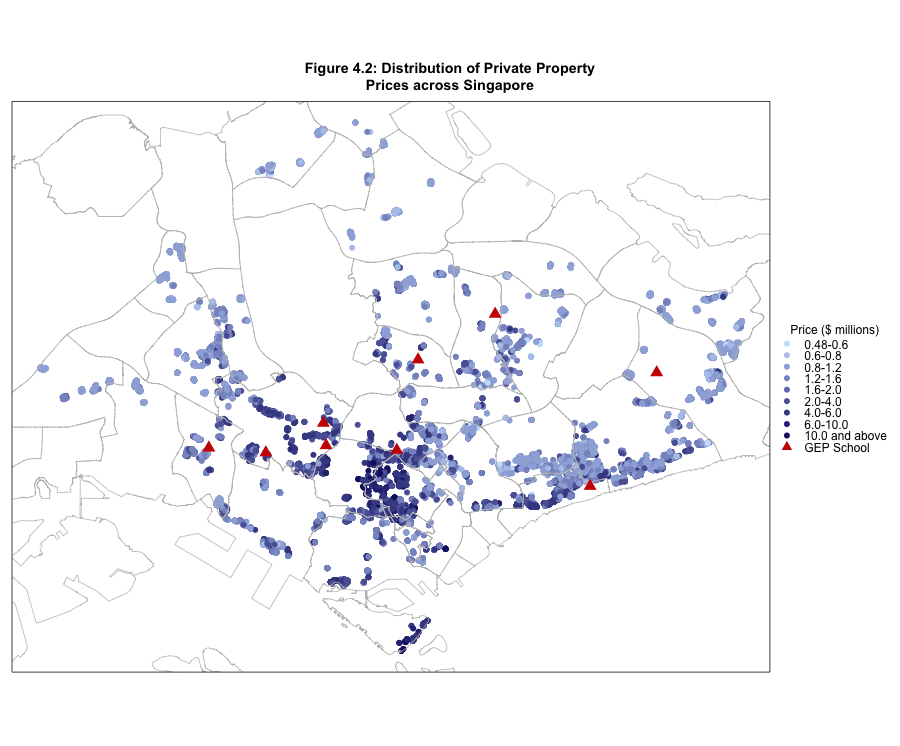 Figure 4.2: Distribution of Private Property
Prices across Singapore
Price ($ millions)
0.48-0.6
0.6-0.8
0.8-1.2
1.2-1.6
1.6-2.0
2.0-4.0
4.0-6.0
6.0-10.0
10.0 and above
GEP School